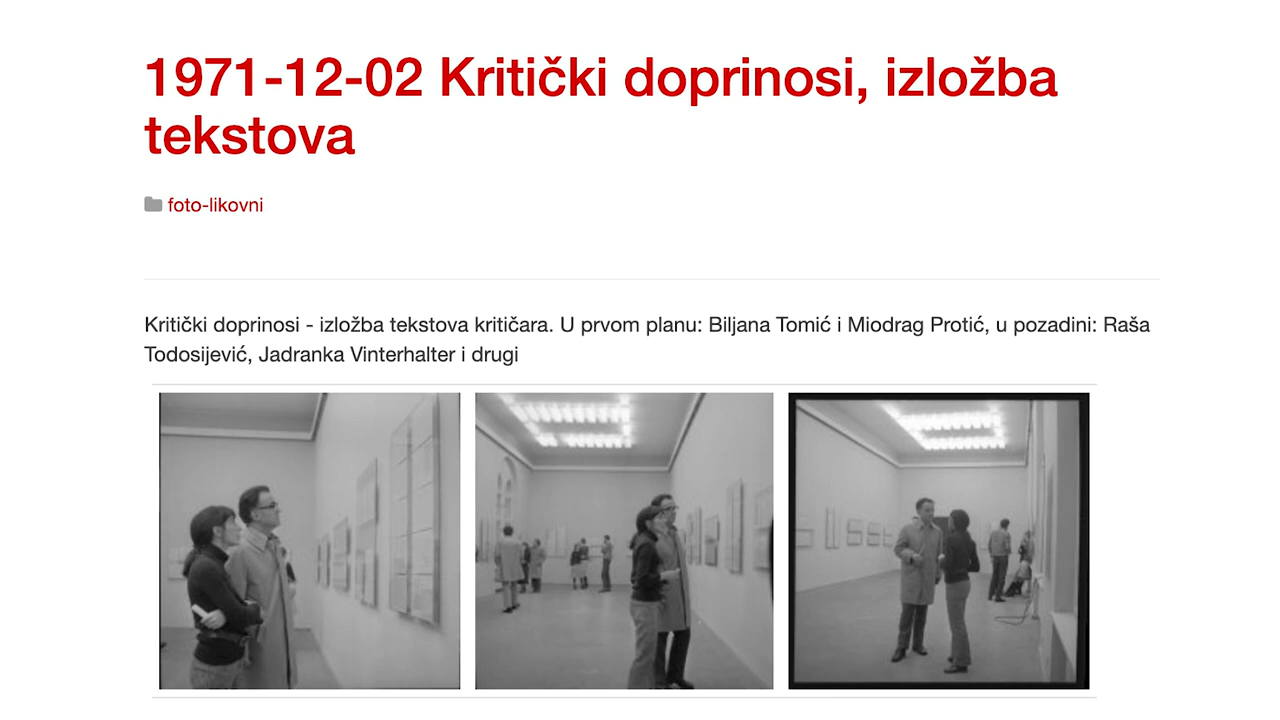 1971-12-02 Kritički doprinosi, izložba
tekstova
foto-likovni
Kritički doprinosi - izložba tekstova kritičara. U prvom planu: Biljana Tomić i Miodrag Protić, u pozadini: Raša
Todosijević, Jadranka Vinterhalter i drugi